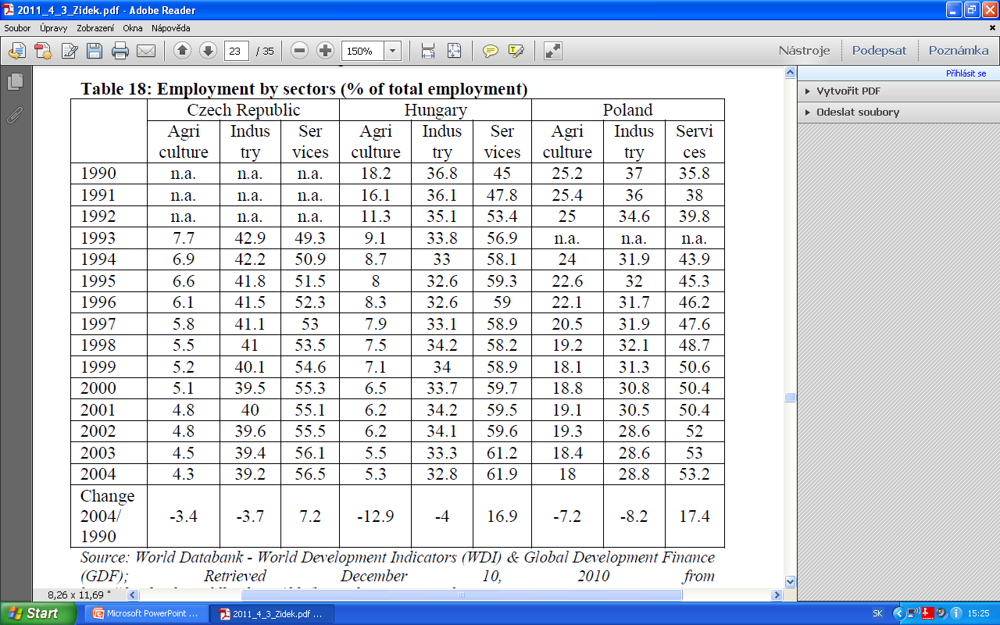 2011_4_3_Zidek.pdf - Adobe Reader
Soubor Úpravy Zobrazení Okna Nápověda
23 / 35 150% Nástroje Podepsat Poznámka
Přihlásit se
Vytvořit PDF
Odeslat soubory
Table 18: Employment by sectors (% of total employment)
Czech Republic Hungary Poland
Agri Indus Ser Agri Indus Ser Agri Indus Servi
culture try vices culture try vices culture try ces
1990 n.a. n.a. n.a. 18.2 36.8 45 25.2 37 35.8
1991 n.a. n.a. n.a. 16.1 36.1 47.8 25.4 36 38
1992 n.a. n.a. n.a. 11.3 35.1 53.4 25 34.6 39.8
1993 7.7 42.9 49.3 9.1 33.8 56.9 n.a. n.a. n.a.
1994 6.9 42.2 50.9 8.7 33 58.1 24 31.9 43.9
1995 6.6 41.8 51.5 8 32.6 59.3 22.6 32 45.3
1996 6.1 41.5 52.3 8.3 32.6 59 22.1 31.7 46.2
1997 5.8 41.1 53 7.9 33.1 58.9 20.5 31.9 47.6
1998 5.5 41 53.5 7.5 34.2 58.2 19.2 32.1 48.7
1999 5.2 40.1 54.6 7.1 34 58.9 18.1 31.3 50.6
2000 5.1 39.5 55.3 6.5 33.7 59.7 18.8 30.8 50.4
2001 4.8 40 55.1 6.2 34.2 59.5 19.1 30.5 50.4
2002 4.8 39.6 55.5 6.2 34.1 59.6 19.3 28.6 52
2003 4.5 39.4 56.1 5.5 33.3 61.2 18.4 28.6 53
2004 4.3 39.2 56.5 5.3 32.8 61.9 18 28.8 53.2
Change
2004/ -3.4 -3.7 7.2 -12.9 -4 16.9 -7.2 -8.2 17.4
1990
Source: World Databank - World Development Indicators (WDI) & Global Development Finance
(GDF); Retrieved December 10, 2010 from
8,26 x 11,69 "
Start Microsoft PowerPoint ... 2011_4_3_Zidek.pdf ... SK 15:25